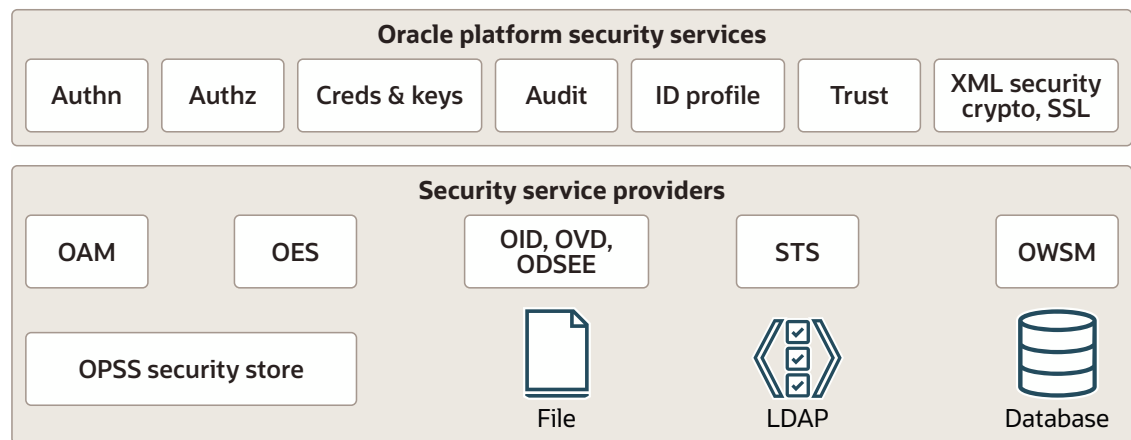 Oracle platform security services
Authn
Authz
Creds & keys
Audit
ID profile
Trust
XML security
crypto, SSL
Security service providers
OAM
OES
OID, OVD,
ODSEE
STS
OWSM
OPSS security store
File
LDAP
Database